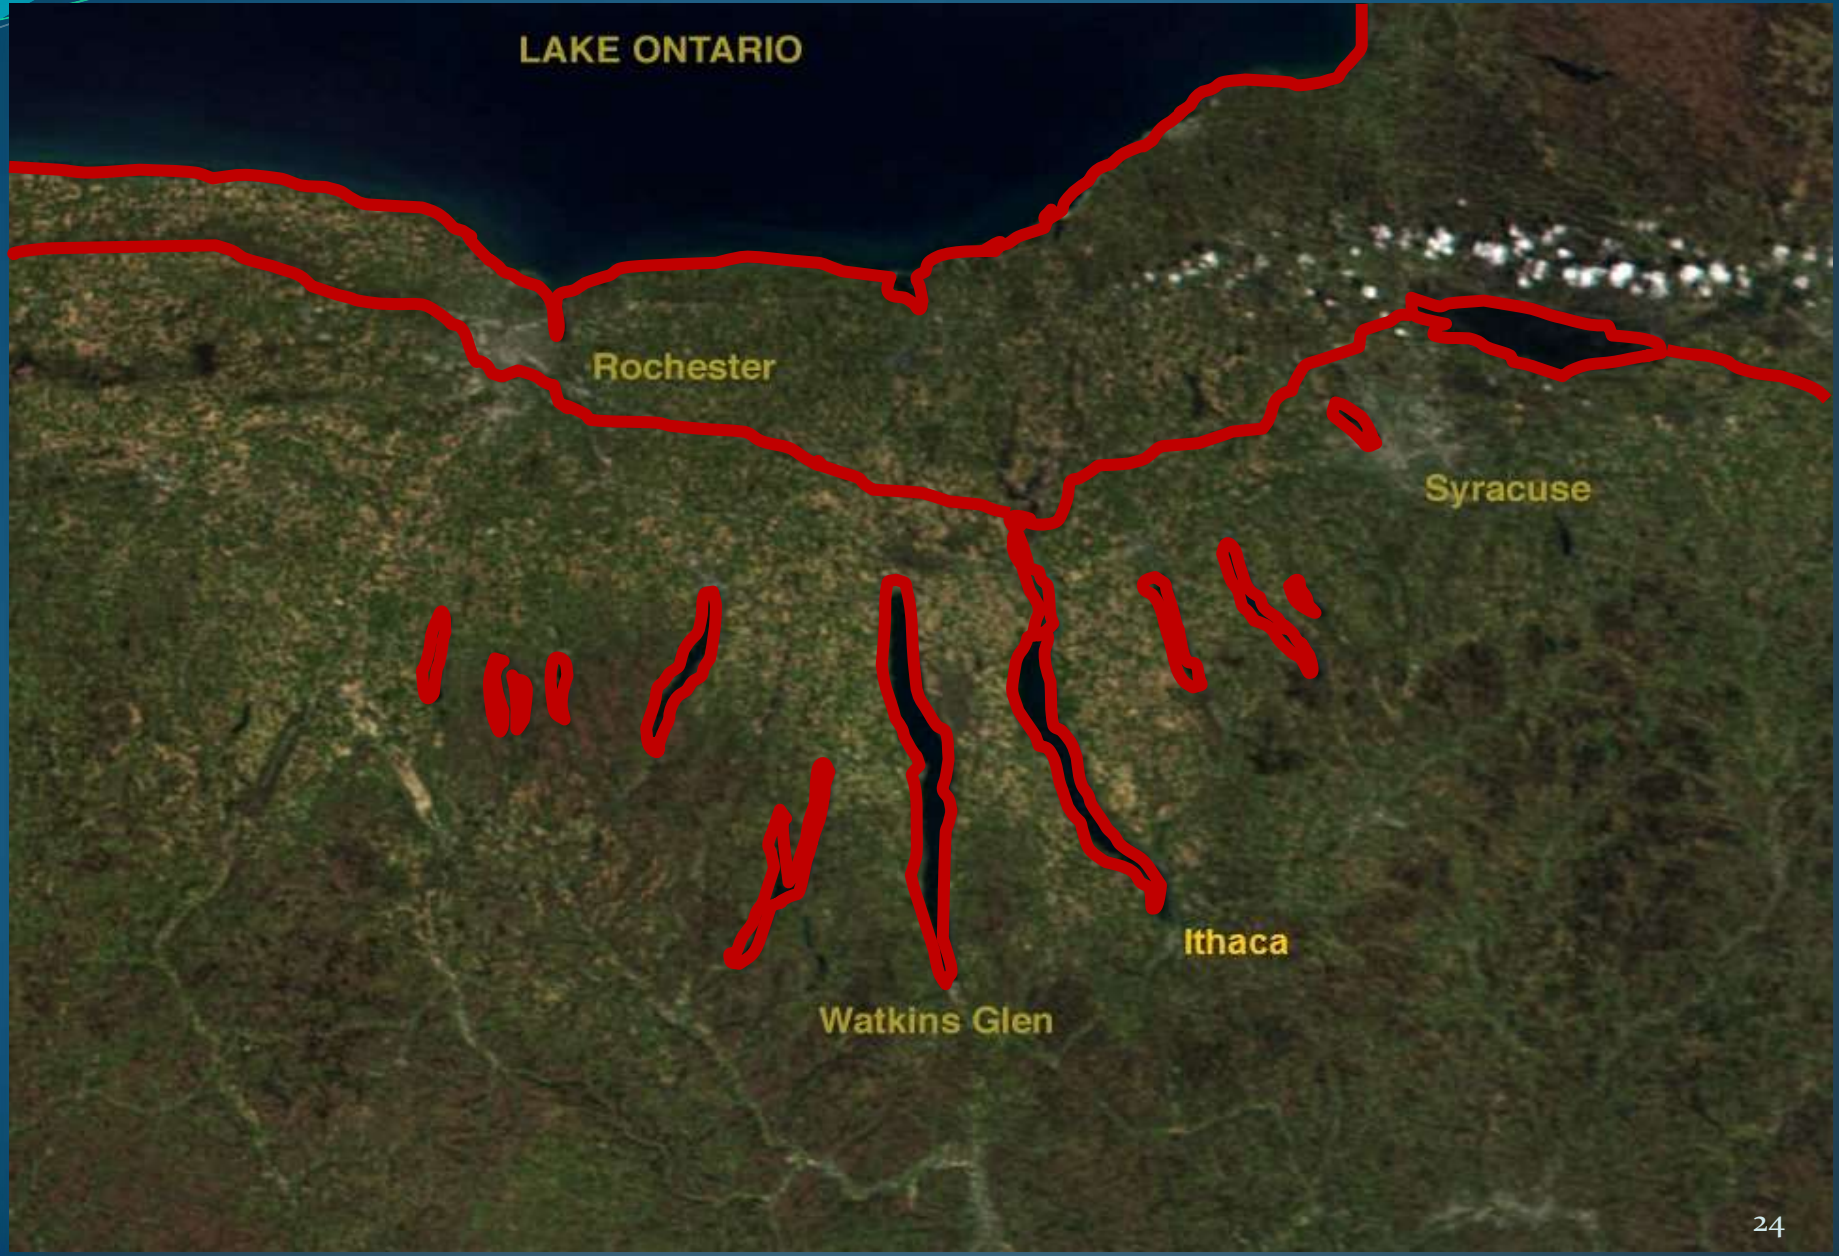 LAKE ONTARIO
Rochester
Syracuse
Ithaca
Watkins Glen
24